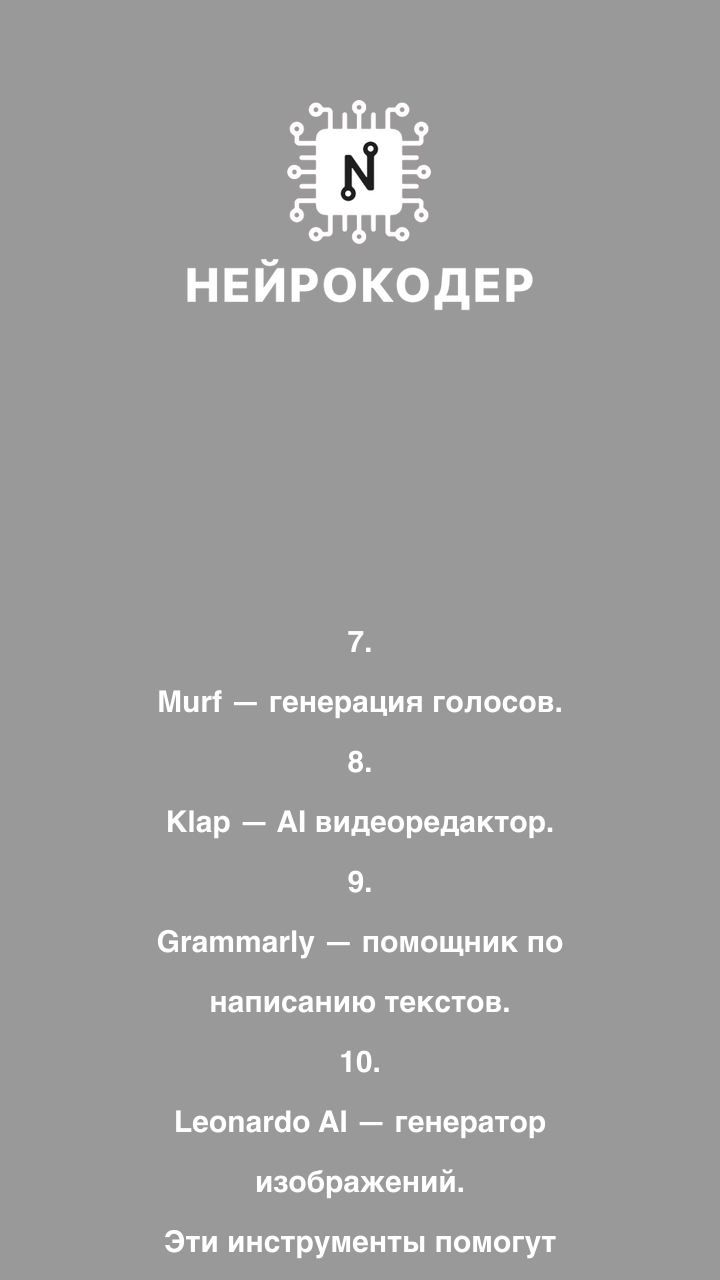 N
НЕЙРОКОДЕР
7.
Murf — генерация голосов.
8.
Klap — AI видеоредактор.
9.
Grammarly — помощник по
написанию текстов.
10.
Leonardo AI — генератор
изображений.
Эти инструменты помогут